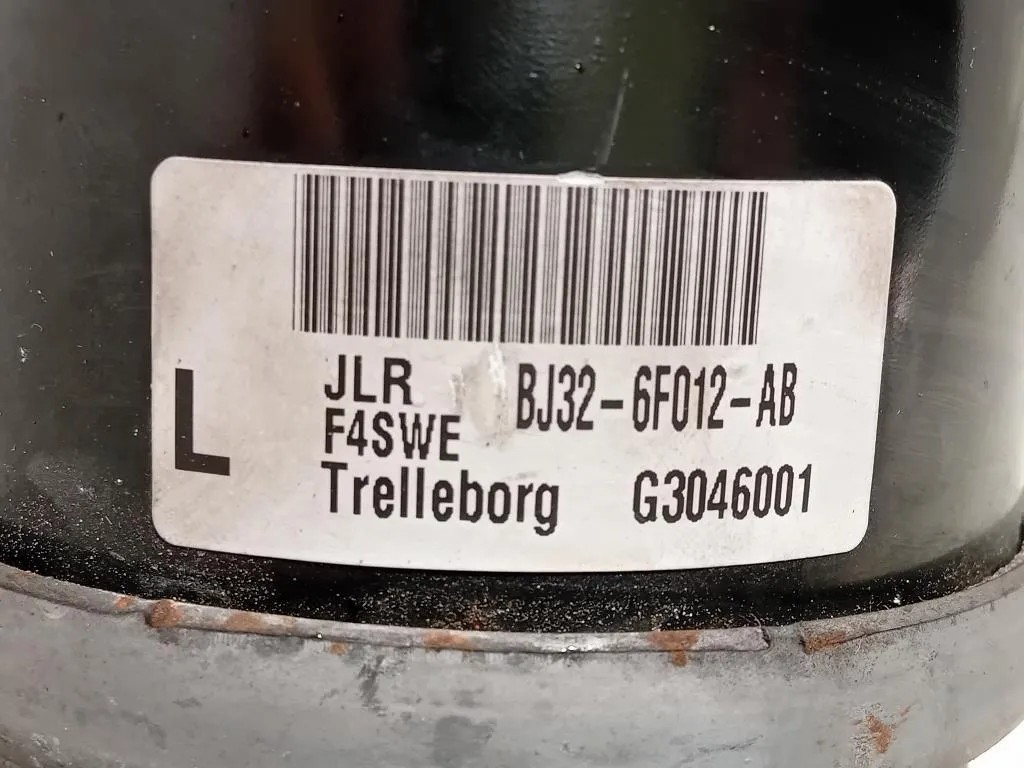 L
JLR BJ32-6F012-AB
F4SWE
Trelleborg G3046001